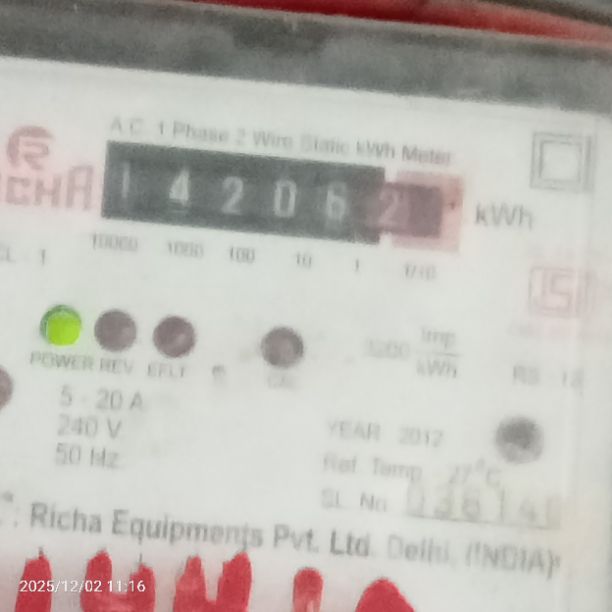 A.C. 1 Phase 2 Wire Static kWh Meter
RICHA
1 4 2 0 6 2 kWh
10000 1000 100 10 1 1/10
CL - 1
POWER REV EFLT CAL
3200 Imp/kWh
5 - 20 A
240 V
50 Hz
YEAR 2012
Ref. Temp. 27°C
SL. No.
Richa Equipments Pvt. Ltd. Delhi, (INDIA)
2025/12/02 11:16